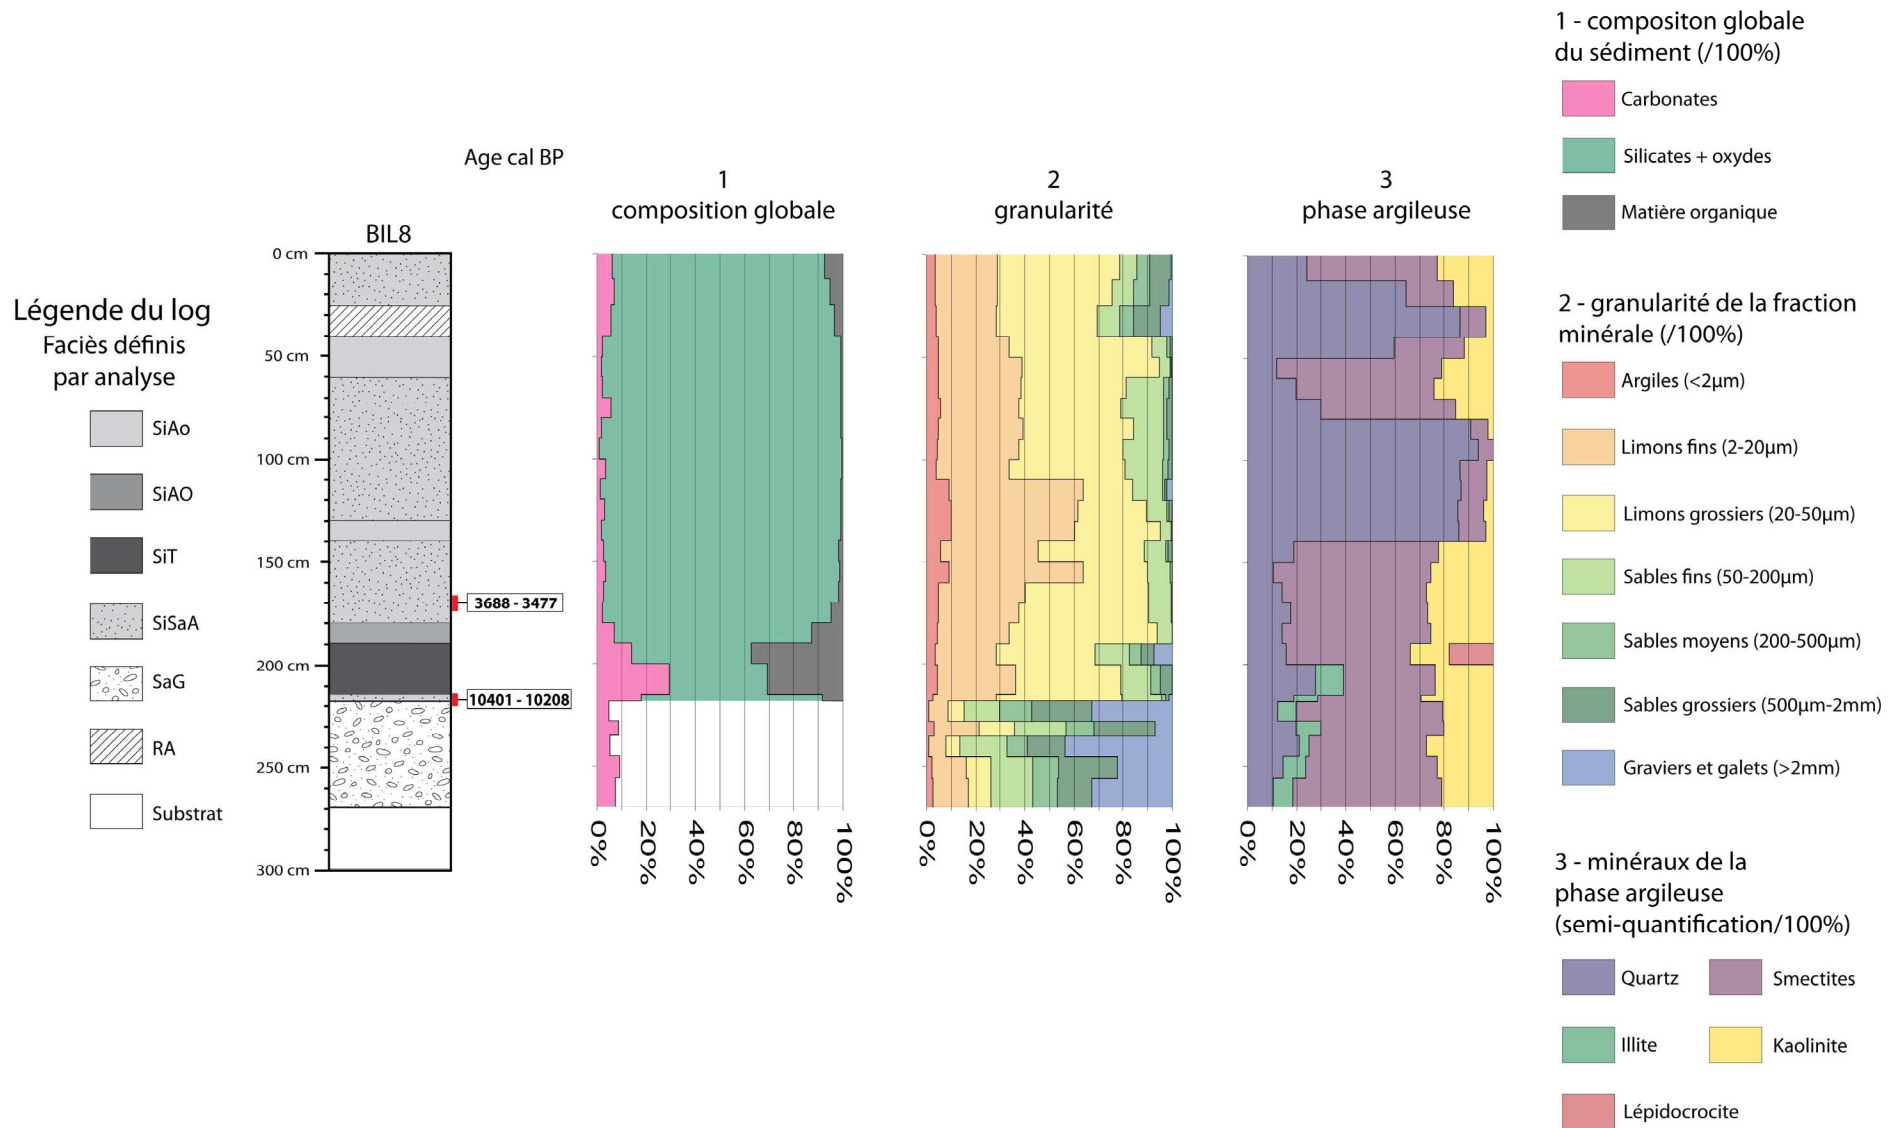 1 - compositon globale
du sédiment (/100%)
Carbonates
Silicates + oxydes
Matière organique
Age cal BP
1
composition globale
2
granularité
3
phase argileuse
BIL8
0 cm
50 cm
100 cm
150 cm
200 cm
250 cm
300 cm
3688 - 3477
10401 - 10208
Légende du log
Faciès définis
par analyse
SiAo
SiAO
SiT
SiSaA
SaG
RA
Substrat
0%
20%
40%
60%
80%
100%
0%
20%
40%
60%
80%
100%
0%
20%
40%
60%
80%
100%
2 - granularité de la fraction
minérale (/100%)
Argiles (<2µm)
Limons fins (2-20µm)
Limons grossiers (20-50µm)
Sables fins (50-200µm)
Sables moyens (200-500µm)
Sables grossiers (500µm-2mm)
Graviers et galets (>2mm)
3 - minéraux de la
phase argileuse
(semi-quantification/100%)
Quartz
Smectites
Illite
Kaolinite
Lépidocrocite